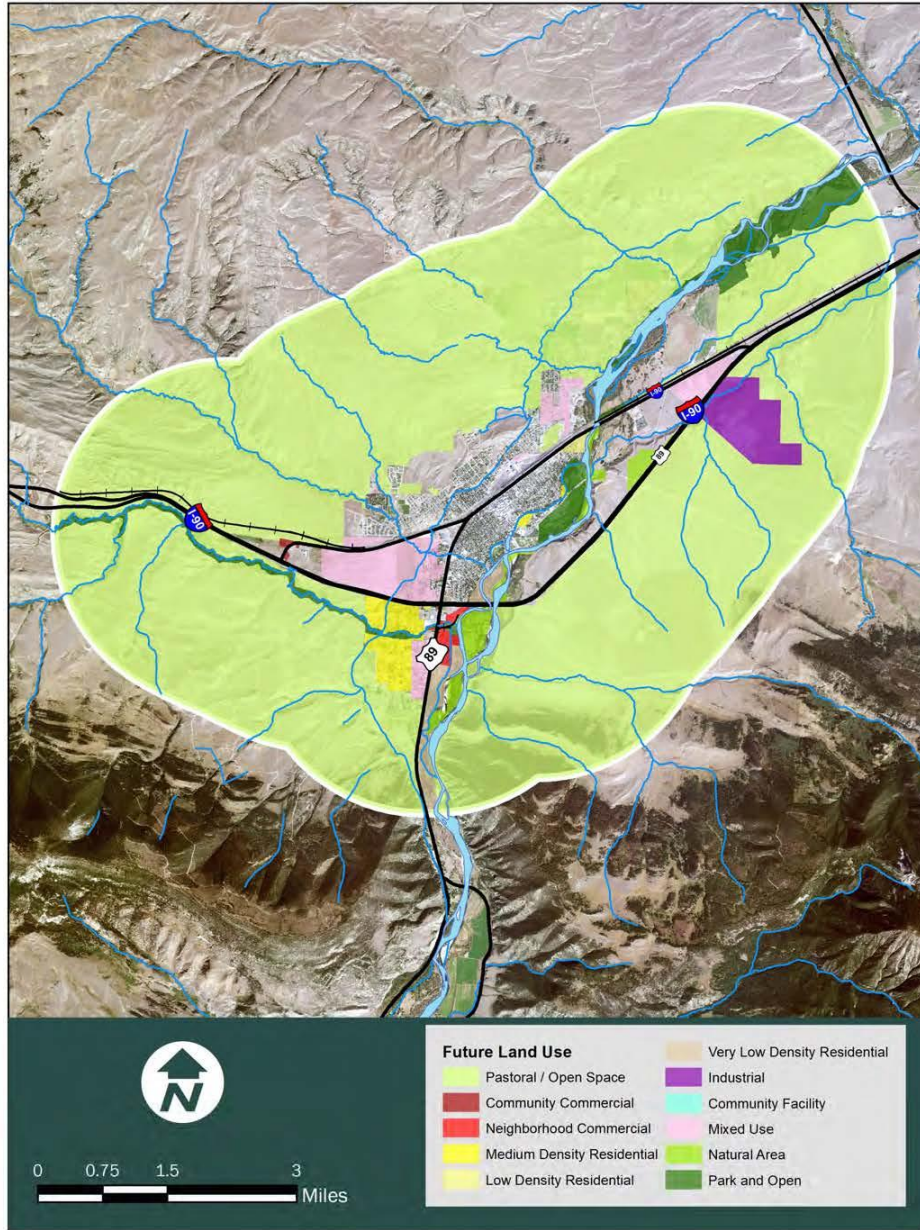 I-90
I-90
89
I-90
89
N
0 0.75 1.5 3
Miles
Future Land Use
Pastoral / Open Space
Community Commercial
Neighborhood Commercial
Medium Density Residential
Low Density Residential
Very Low Density Residential
Industrial
Community Facility
Mixed Use
Natural Area
Park and Open